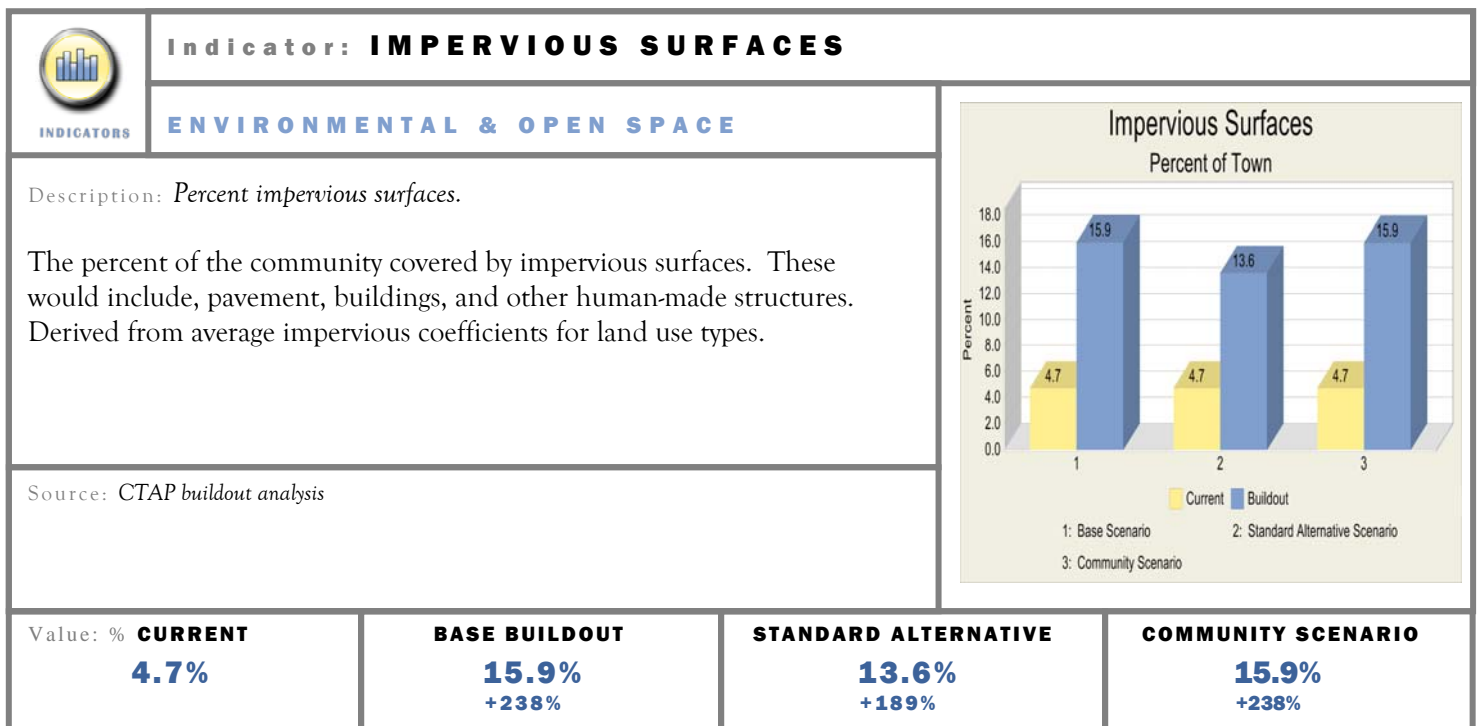 Indicator: IMPERVIOUS SURFACES
INDICATORS
ENVIRONMENTAL & OPEN SPACE
Description: Percent impervious surfaces.
The percent of the community covered by impervious surfaces. These
would include, pavement, buildings, and other human-made structures.
Derived from average impervious coefficients for land use types.
Source: CTAP buildout analysis
Impervious Surfaces
Percent of Town
Percent
18.0
16.0
14.0
12.0
10.0
8.0
6.0
4.0
2.0
0.0
4.7 15.9 4.7 13.6 4.7 15.9
1 2 3
Current Buildout
1: Base Scenario 2: Standard Alternative Scenario
3: Community Scenario
Value: % CURRENT
4.7%
BASE BUILDOUT
15.9%
+238%
STANDARD ALTERNATIVE
13.6%
+189%
COMMUNITY SCENARIO
15.9%
+238%